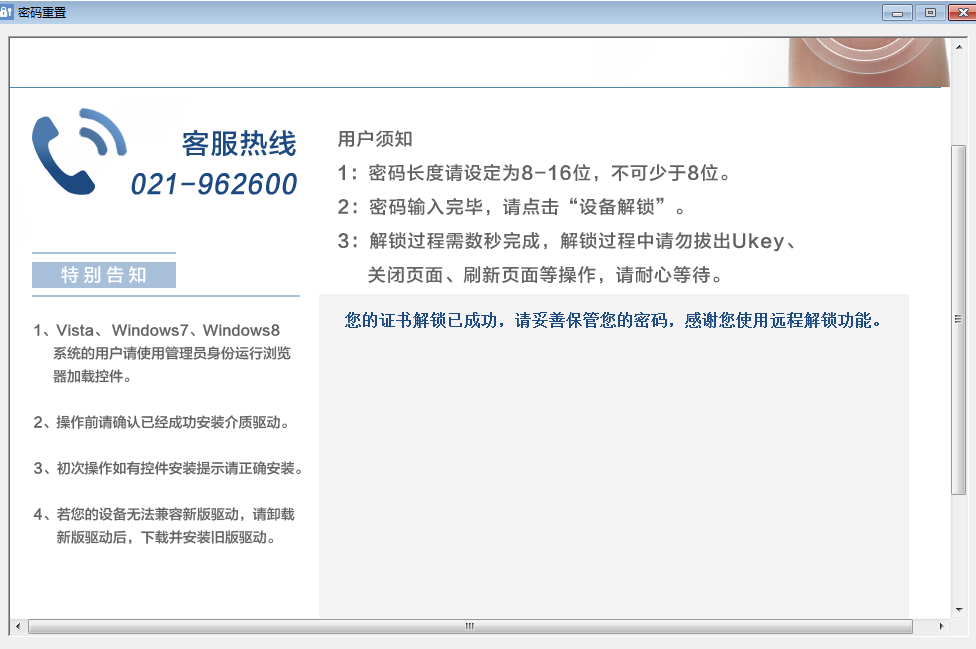 密码重置
客服热线
021-962600
特别告知
1、Vista、Windows7、Windows8
系统的用户请使用管理员身份运行浏览
器加载控件。
2、操作前请确认已经成功安装介质驱动。
3、初次操作如有控件安装提示请正确安装。
4、若您的设备无法兼容新版驱动，请卸载
新版驱动后，下载并安装旧版驱动。
用户须知
1：密码长度请设定为8-16位，不可少于8位。
2：密码输入完毕，请点击“设备解锁”。
3：解锁过程需数秒完成，解锁过程中请勿拔出Ukey、
关闭页面、刷新页面等操作，请耐心等待。
您的证书解锁已成功，请妥善保管您的密码，感谢您使用远程解锁功能。